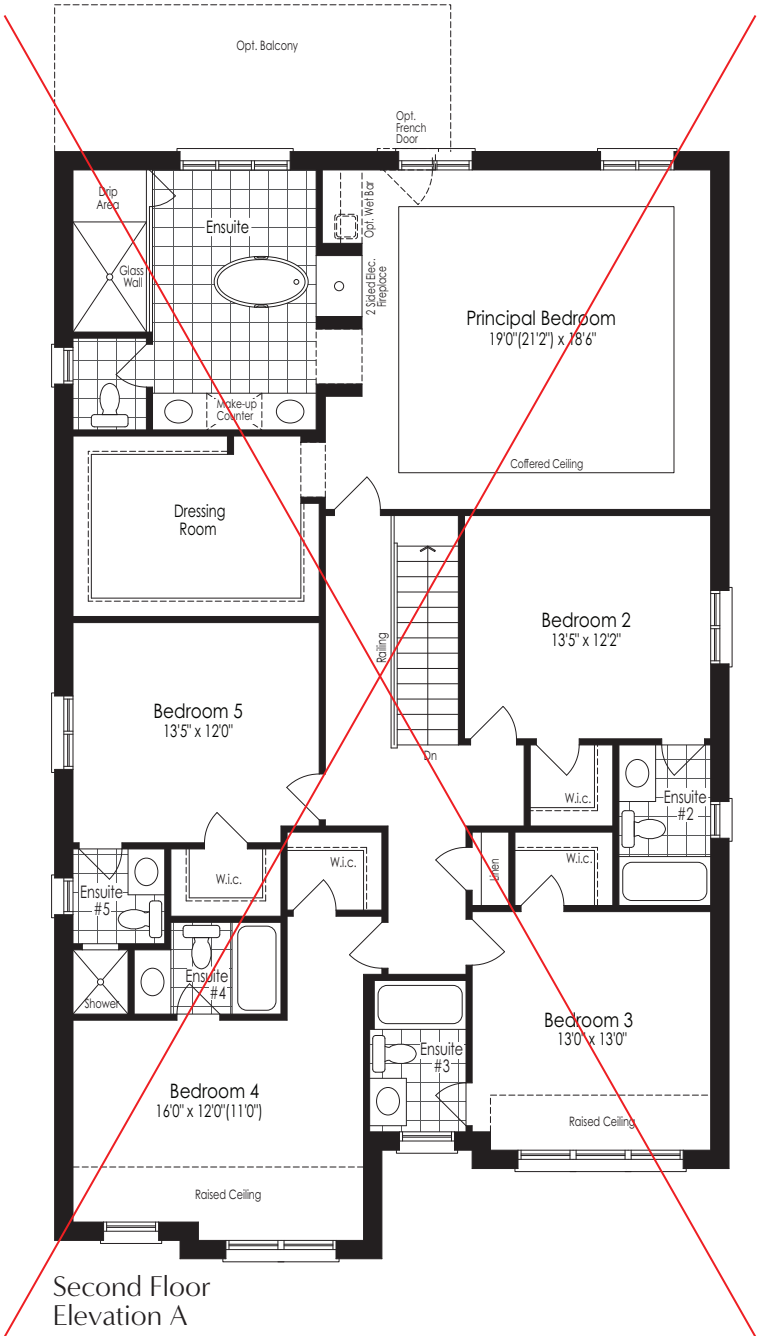 Opt. Balcony
Opt.
French
Door
Drip
Area
Ensuite
Opt. Wet Bar
Glass
Wall
2 Sided Elec.
Fireplace
Principal Bedroom
19'0"(21'2") x 18'6"
Make-up
Counter
Coffered Ceiling
Dressing
Room
Bedroom 2
13'5" x 12'2"
Railing
Bedroom 5
13'5" x 12'0"
Dn
W.i.c.
Ensuite
#2
W.i.c.
W.i.c.
Linen
W.i.c.
Ensuite
#5
Ensuite
#4
Shower
Bedroom 3
13'0" x 13'0"
Ensuite
#3
Bedroom 4
16'0" x 12'0"(11'0")
Raised Ceiling
Raised Ceiling
Second Floor
Elevation A